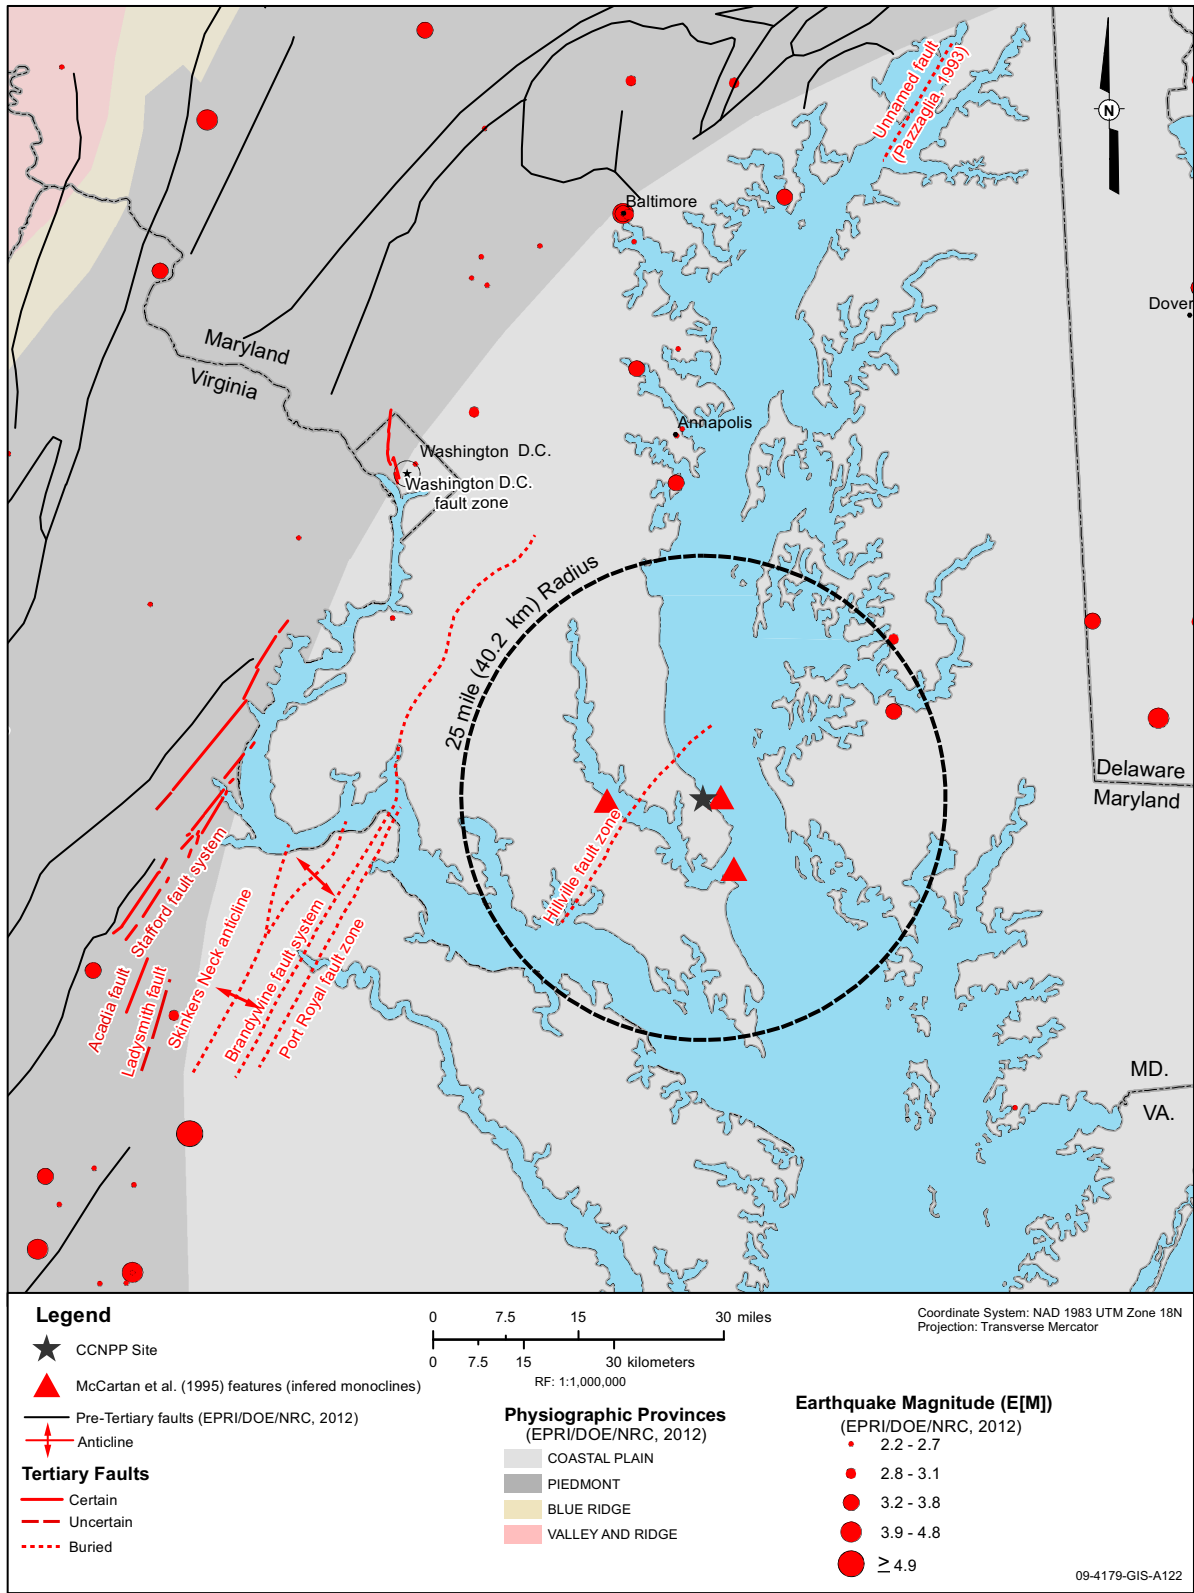 Unnamed fault
(Pazzaglia, 1993)
N
Baltimore
Dover
Maryland
Virginia
Annapolis
Washington D.C.
Washington D.C.
fault zone
25 mile (40.2 km) Radius
Delaware
Maryland
Hillville fault zone
Stafford fault system
Skinkers Neck anticline
Brandywine fault system
Port Royal fault zone
Acadia fault
Ladysmith fault
MD.
VA.
Legend
CCNPP Site
McCartan et al. (1995) features (infered monoclines)
Pre-Tertiary faults (EPRI/DOE/NRC, 2012)
Anticline
Tertiary Faults
Certain
Uncertain
Buried
0 7.5 15 30 miles
0 7.5 15 30 kilometers
RF: 1:1,000,000
Physiographic Provinces
(EPRI/DOE/NRC, 2012)
COASTAL PLAIN
PIEDMONT
BLUE RIDGE
VALLEY AND RIDGE
Coordinate System: NAD 1983 UTM Zone 18N
Projection: Transverse Mercator
Earthquake Magnitude (E[M])
(EPRI/DOE/NRC, 2012)
2.2 - 2.7
2.8 - 3.1
3.2 - 3.8
3.9 - 4.8
≥ 4.9
09-4179-GIS-A122